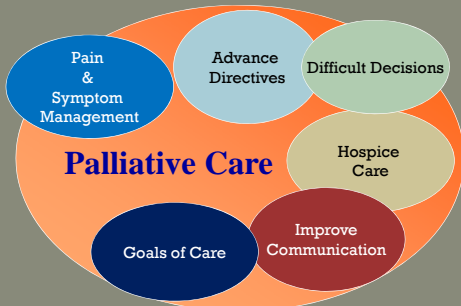 Pain
&
Symptom
Management
Advance
Directives
Difficult Decisions
Palliative Care
Hospice
Care
Improve
Communication
Goals of Care